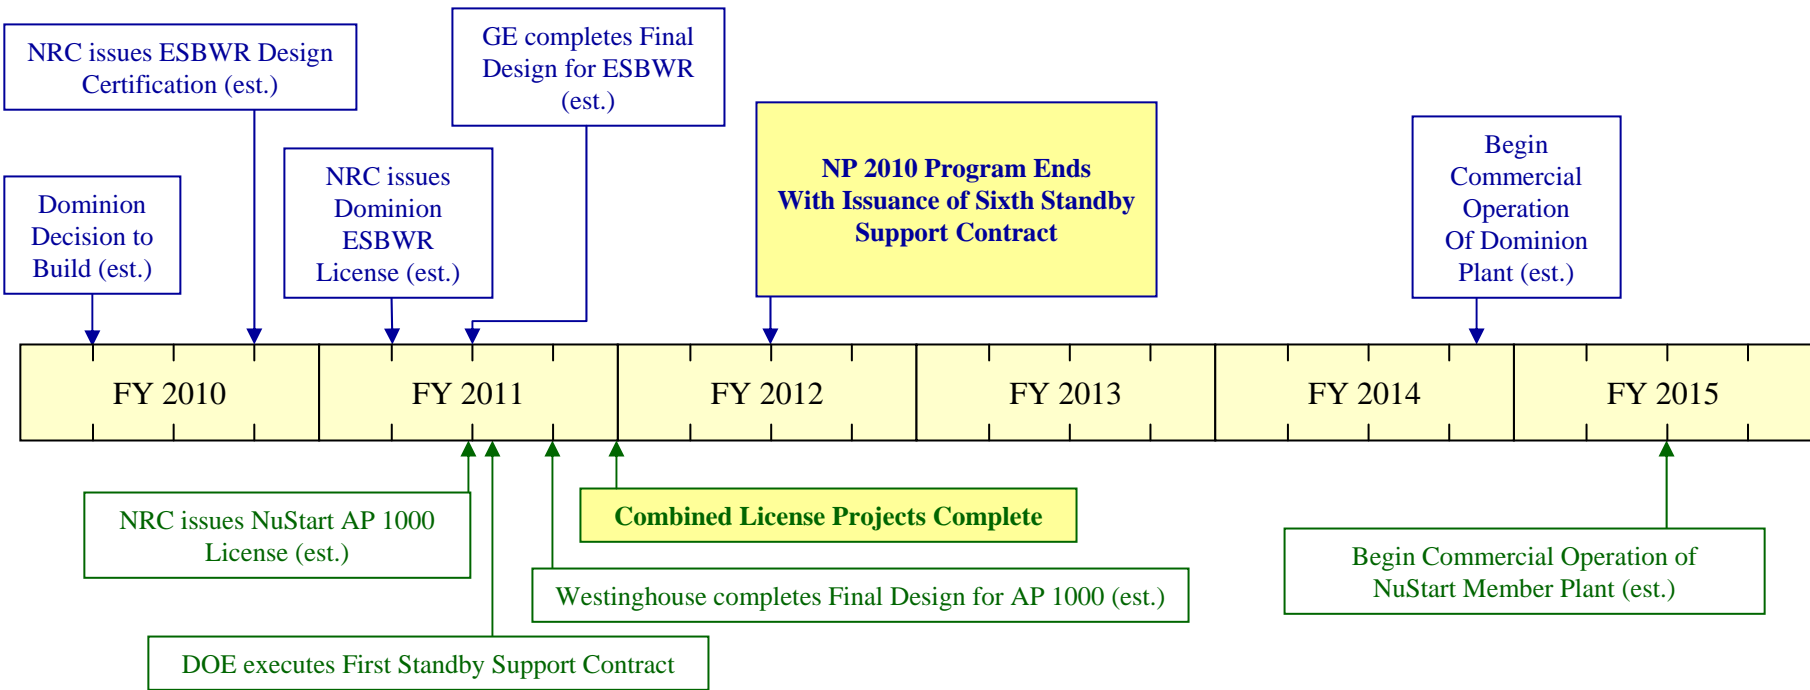 NRC issues ESBWR Design
Certification (est.)
GE completes Final
Design for ESBWR
(est.)
Dominion
Decision to
Build (est.)
NRC issues
Dominion
ESBWR
License (est.)
NP 2010 Program Ends
With Issuance of Sixth Standby
Support Contract
Begin
Commercial
Operation
Of Dominion
Plant (est.)
FY 2010
FY 2011
FY 2012
FY 2013
FY 2014
FY 2015
NRC issues NuStart AP 1000
License (est.)
Combined License Projects Complete
Westinghouse completes Final Design for AP 1000 (est.)
Begin Commercial Operation of
NuStart Member Plant (est.)
DOE executes First Standby Support Contract